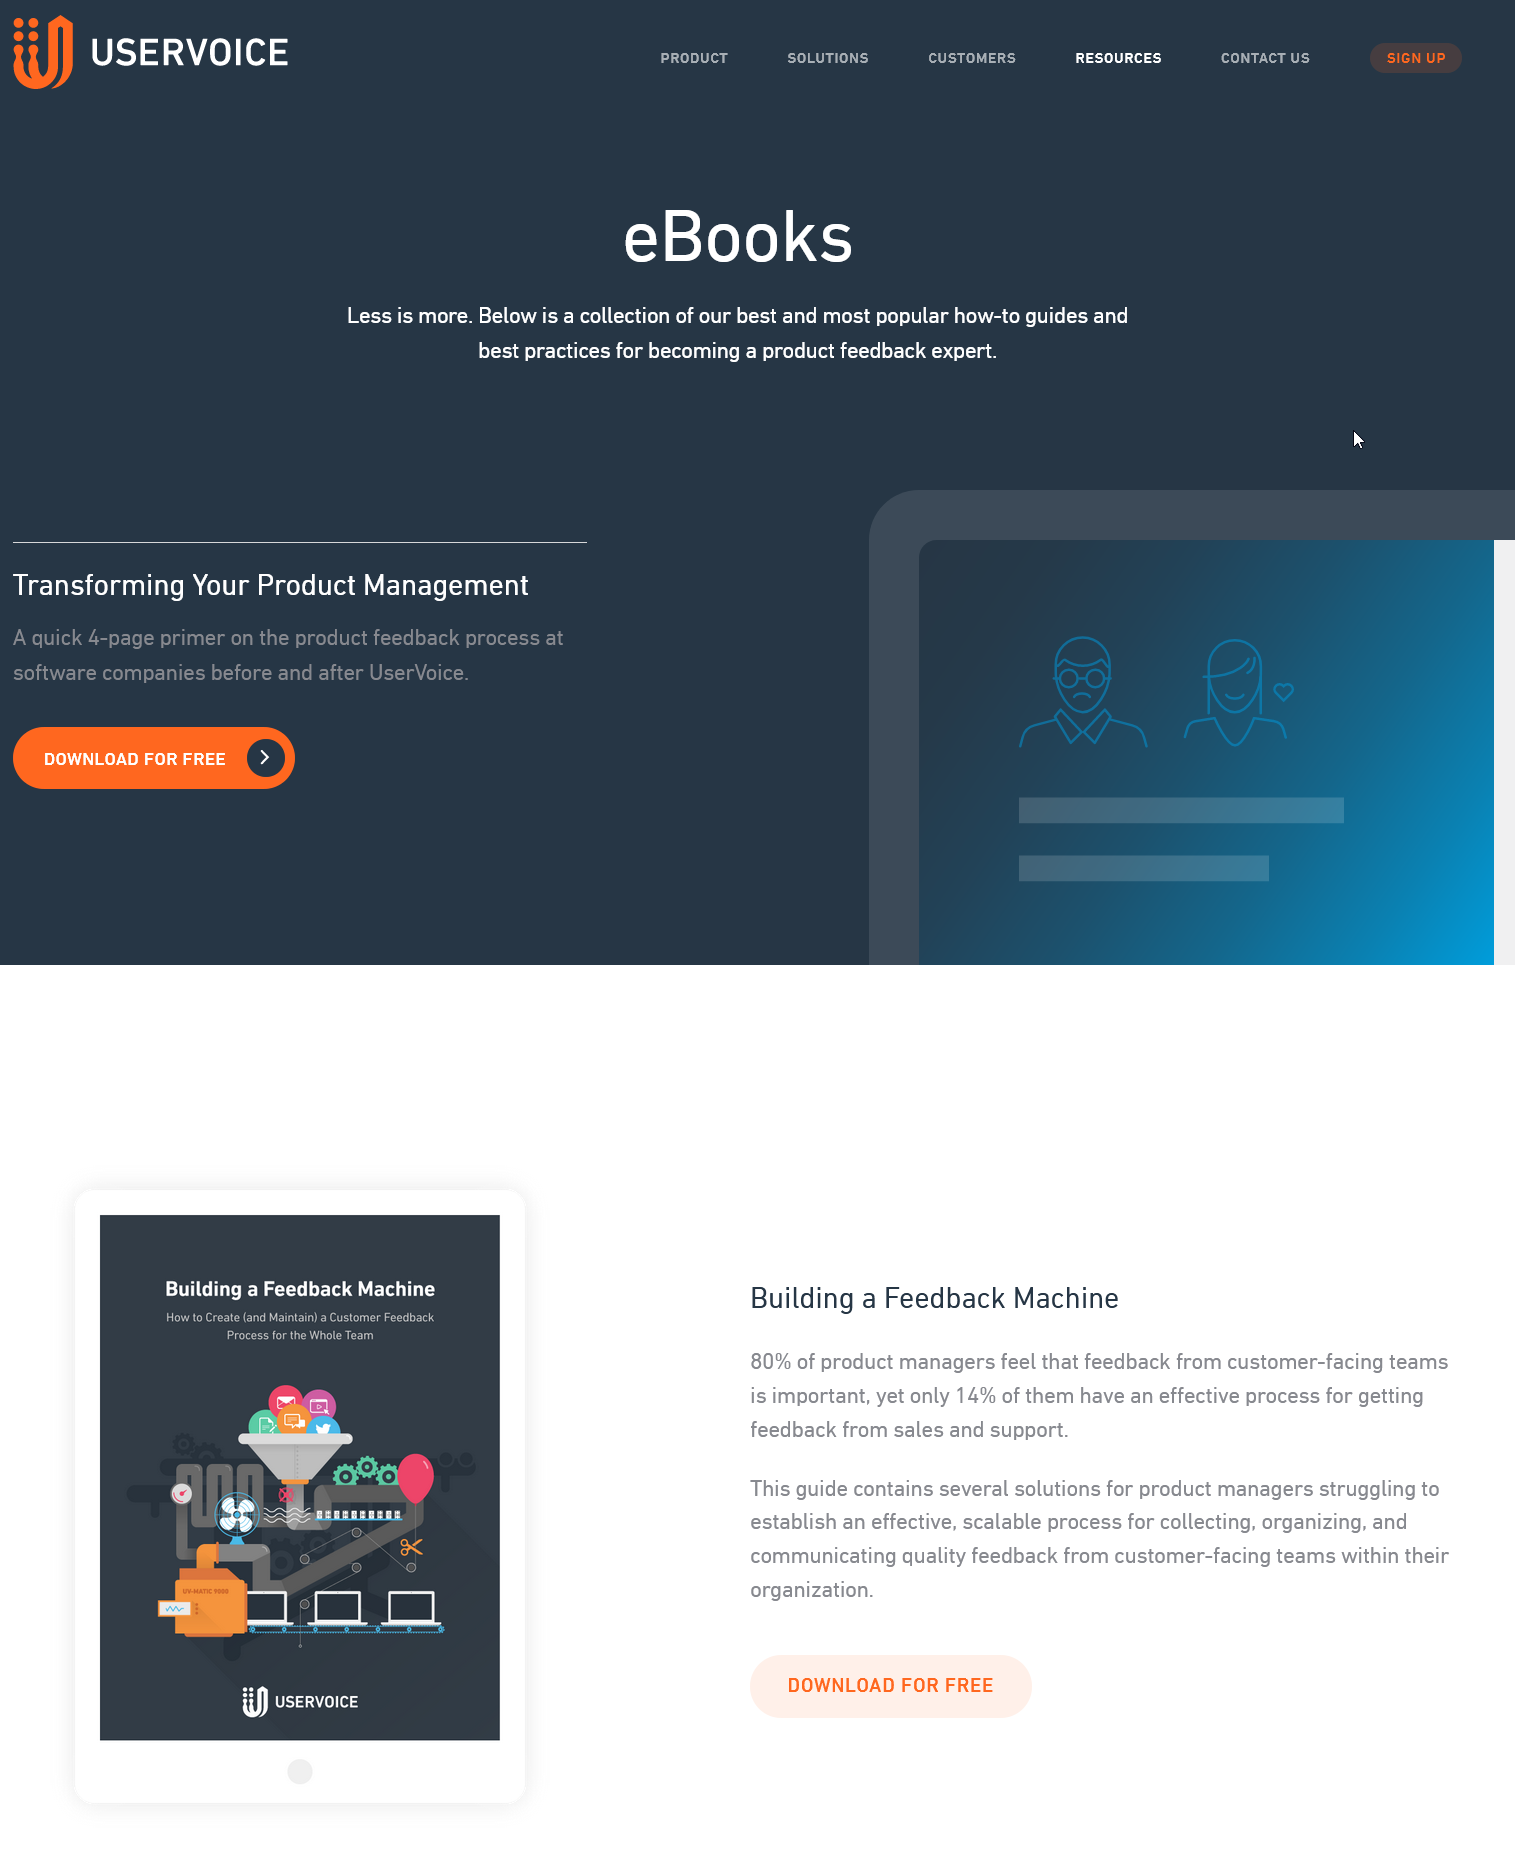 USERVOICE
PRODUCT
SOLUTIONS
CUSTOMERS
RESOURCES
CONTACT US
SIGN UP
eBooks
Less is more. Below is a collection of our best and most popular how-to guides and
best practices for becoming a product feedback expert.
Transforming Your Product Management
A quick 4-page primer on the product feedback process at
software companies before and after UserVoice.
DOWNLOAD FOR FREE
Building a Feedback Machine
How to Create (and Maintain) a Customer Feedback
Process for the Whole Team
UV-MATIC 9000
USERVOICE
Building a Feedback Machine
80% of product managers feel that feedback from customer-facing teams
is important, yet only 14% of them have an effective process for getting
feedback from sales and support.
This guide contains several solutions for product managers struggling to
establish an effective, scalable process for collecting, organizing, and
communicating quality feedback from customer-facing teams within their
organization.
DOWNLOAD FOR FREE